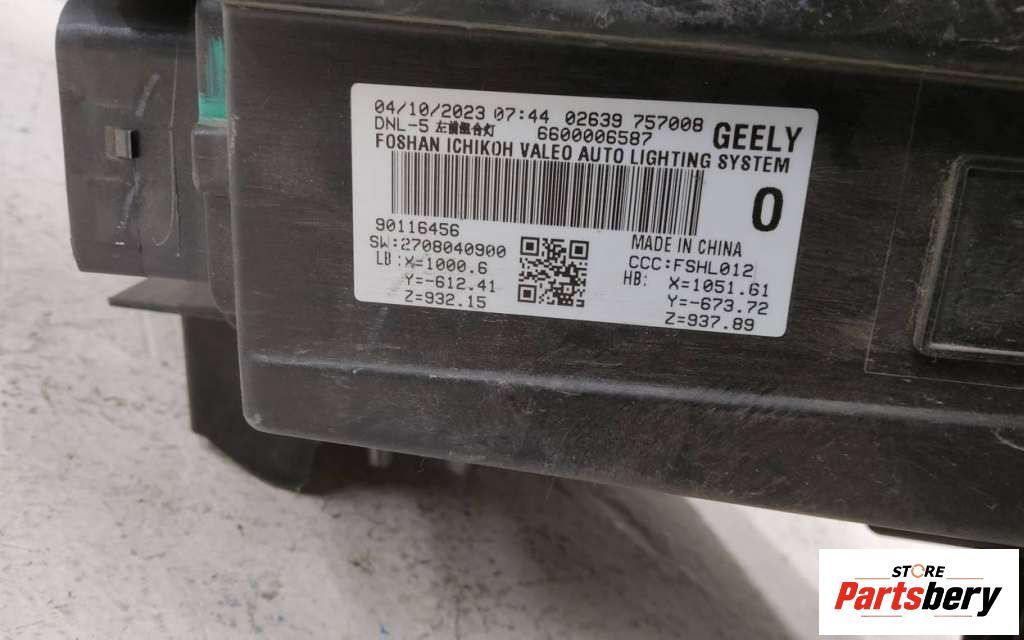 04/10/2023 07:44 02639 757008
DNL-5 左前组合灯 6600006587
GEELY
FOSHAN ICHIKOH VALEO AUTO LIGHTING SYSTEM
0
90116456
MADE IN CHINA
SW:2708040900
CCC:FSHL012
LB:X=1000.6
Y=-612.41
Z=932.15
HB: X=1051.61
Y=-673.72
Z=937.89
STORE
Partsbery